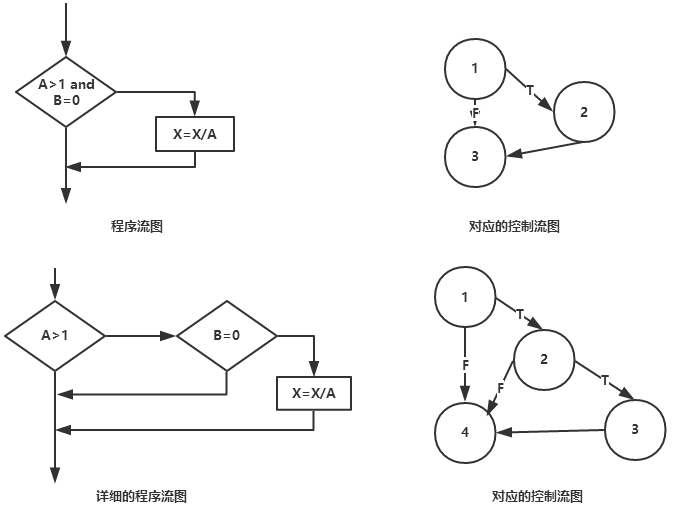 A>1 and
B=0
X=X/A
程序流图
1
T
2
F
3
对应的控制流图
A>1
B=0
X=X/A
详细的程序流图
1
T
2
F
F
T
4
3
对应的控制流图